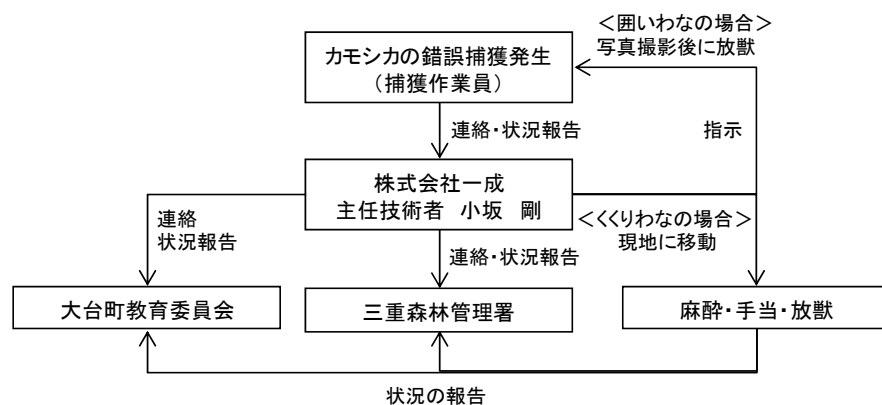 ＜囲いわなの場合＞
写真撮影後に放獣
カモシカの錯誤捕獲発生
（捕獲作業員）
連絡・状況報告
指示
株式会社一成
主任技術者　小坂　剛
連絡
状況報告
＜くくりわなの場合＞
現地に移動
連絡・状況報告
大台町教育委員会
三重森林管理署
麻酔・手当・放獣
状況の報告